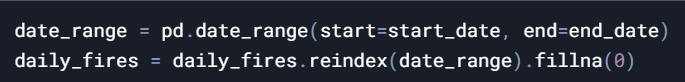 date_range = pd.date_range(start=start_date, end=end_date)
daily_fires = daily_fires.reindex(date_range).fillna(0)